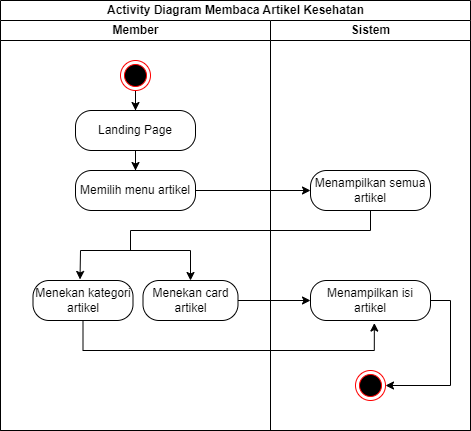 Activity Diagram Membaca Artikel Kesehatan
Member
Sistem
Landing Page
Memilih menu artikel
Menampilkan semua
artikel
Menekan kategori
artikel
Menekan card
artikel
Menampilkan isi
artikel